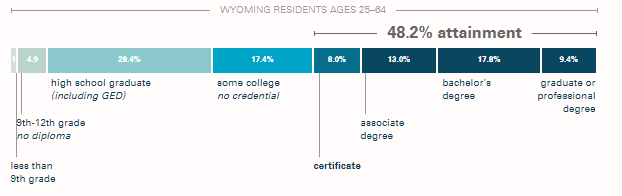 WYOMING RESIDENTS AGES 25–64
48.2% attainment
4.9 28.4% 17.4% 8.0% 13.0% 17.8% 9.4%
high school graduate
(including GED)
some college
no credential
bachelor's
degree
graduate or
professional
degree
9th-12th grade
no diploma
associate
degree
less than
9th grade
certificate